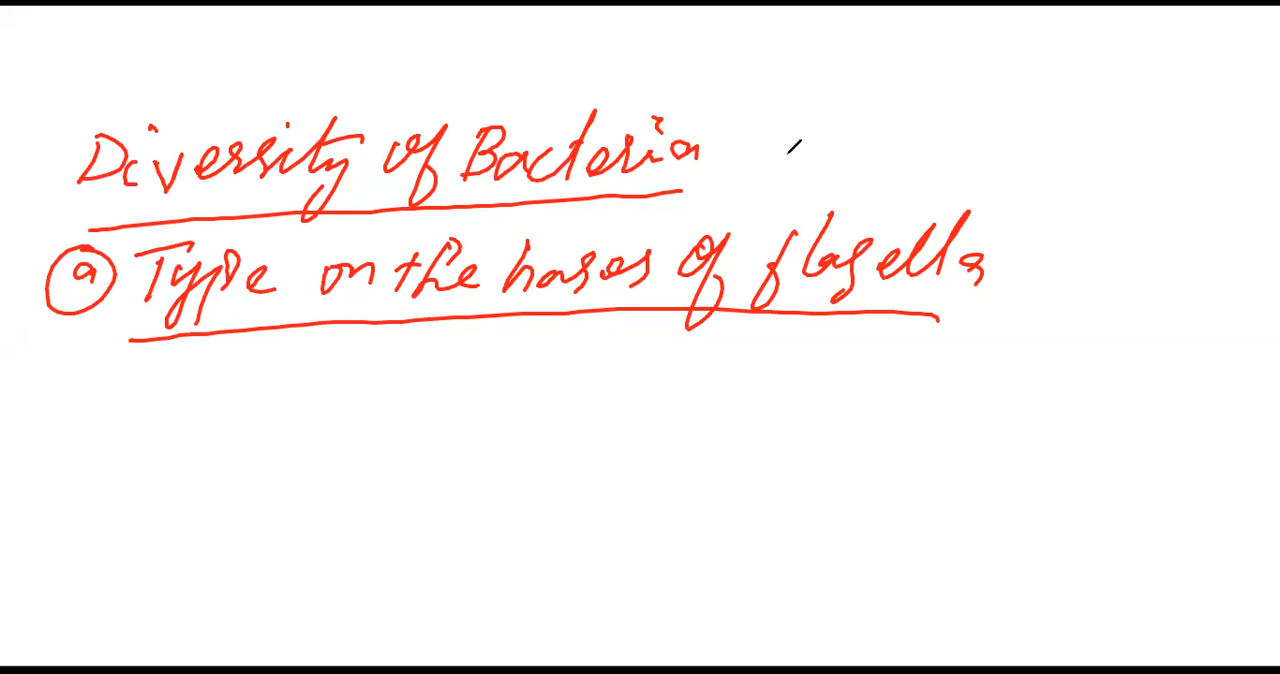 Diversity of Bacteria
a Type on the bases of flagella